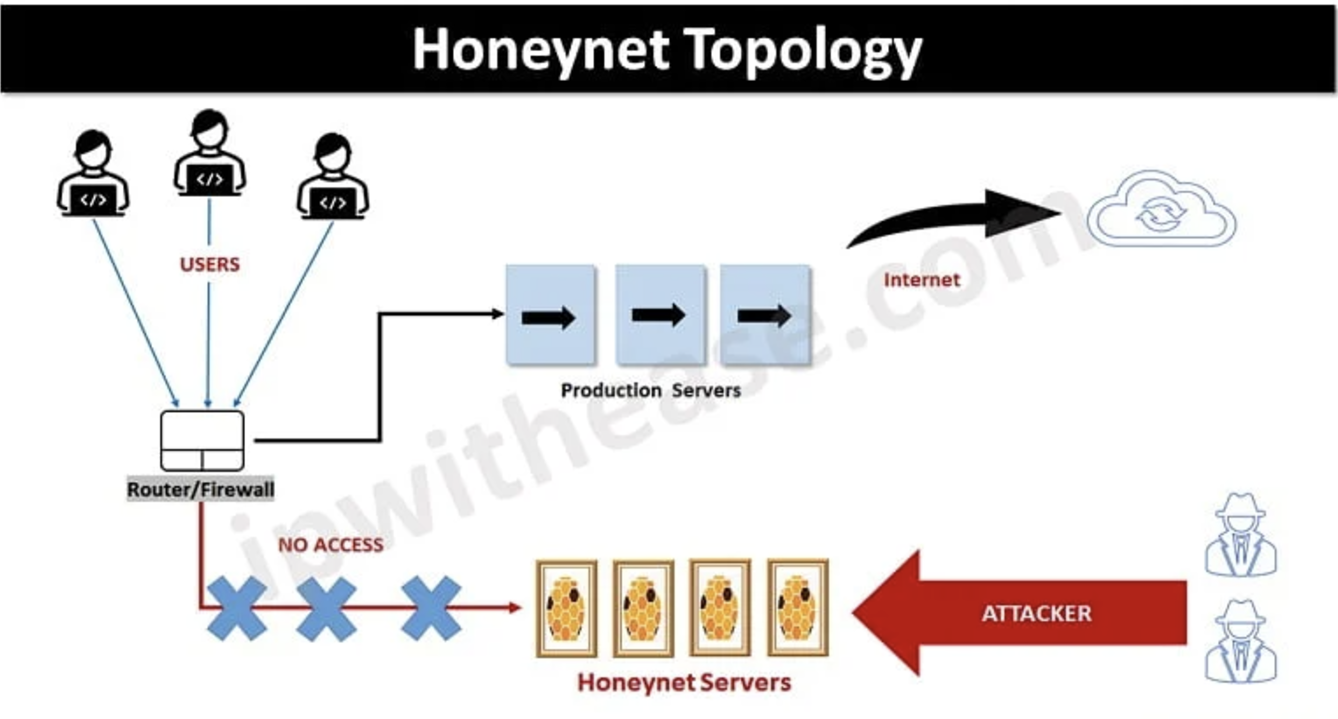 Honeynet Topology
</>
</>
</>
USERS
Internet
Production Servers
Router/Firewall
NO ACCESS
ATTACKER
Honeynet Servers
ipwithease.com